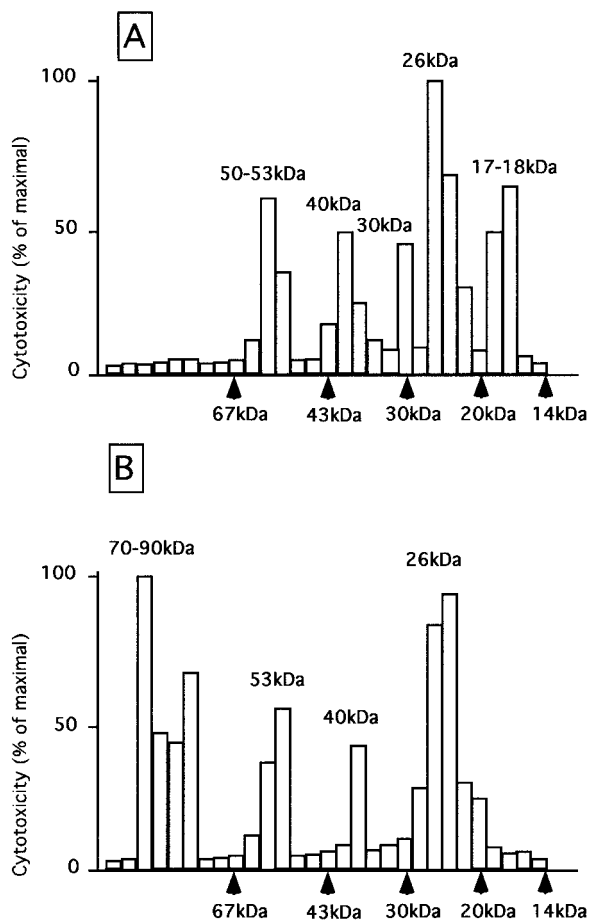 A
Cytotoxicity (% of maximal)
100
50
0
50-53kDa
40kDa
30kDa
26kDa
17-18kDa
67kDa 43kDa 30kDa 20kDa 14kDa
B
Cytotoxicity (% of maximal)
100
50
0
70-90kDa
53kDa
40kDa
26kDa
67kDa 43kDa 30kDa 20kDa 14kDa